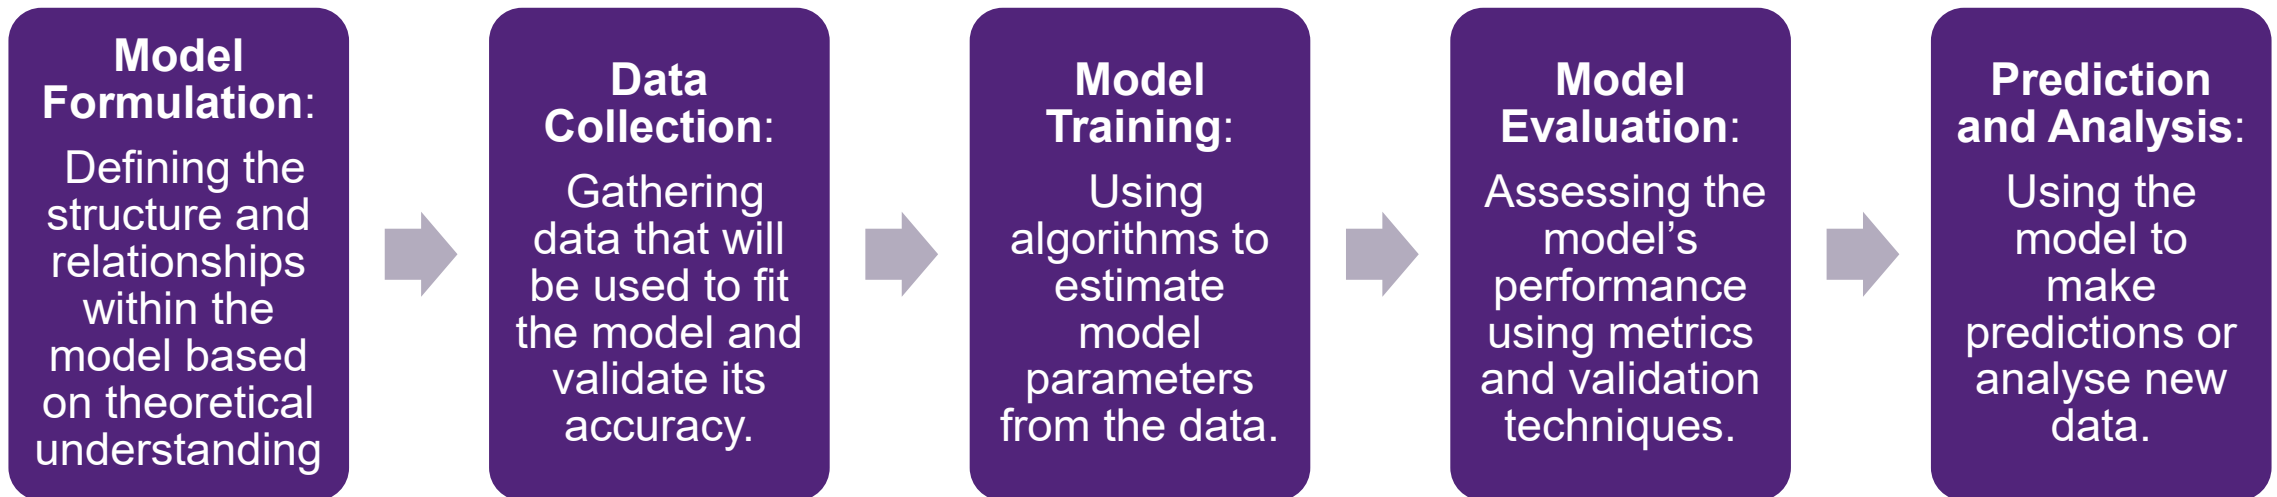 Model
Formulation:
Defining the
structure and
relationships
within the
model based
on theoretical
understanding
Data
Collection:
Gathering
data that will
be used to fit
the model and
validate its
accuracy.
Model
Training:
Using
algorithms to
estimate
model
parameters
from the data.
Model
Evaluation:
Assessing the
model’s
performance
using metrics
and validation
techniques.
Prediction
and Analysis:
Using the
model to
make
predictions or
analyse new
data.